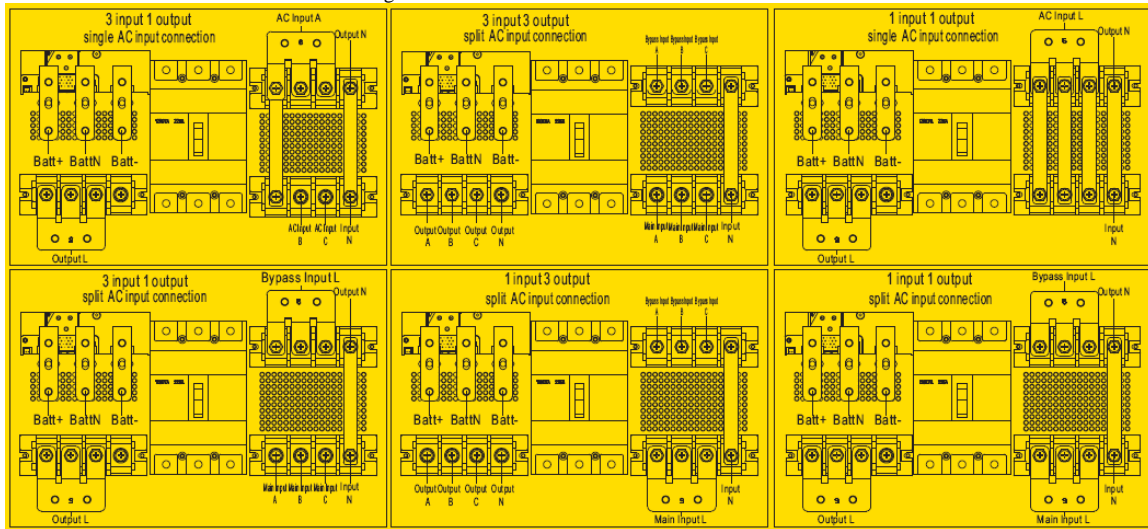 3 input 1 output
single AC input connection
AC Input A
Output N
Batt+ BattN Batt-
Output L
AC Input
B
AC Input
C
Input
N
3 input 3 output
split AC input connection
Bypass Input
A
Bypass Input
B
Bypass Input
C
Batt+ BattN Batt-
Output
A
Output
B
Output
C
Output
N
Main Input
A
Main Input
B
Main Input
C
Input
N
1 input 1 output
single AC input connection
AC Input L
Output N
Batt+ BattN Batt-
Output L
Input
N
3 input 1 output
split AC input connection
Bypass Input L
Output N
Batt+ BattN Batt-
Output L
Main Input
A
Main Input
B
Main Input
C
Input
N
1 input 3 output
split AC input connection
Bypass Input
A
Bypass Input
B
Bypass Input
C
Batt+ BattN Batt-
Output
A
Output
B
Output
C
Output
N
Main Input L
Input
N
1 input 1 output
split AC input connection
Bypass Input L
Output N
Batt+ BattN Batt-
Output L
Main Input L
Input
N